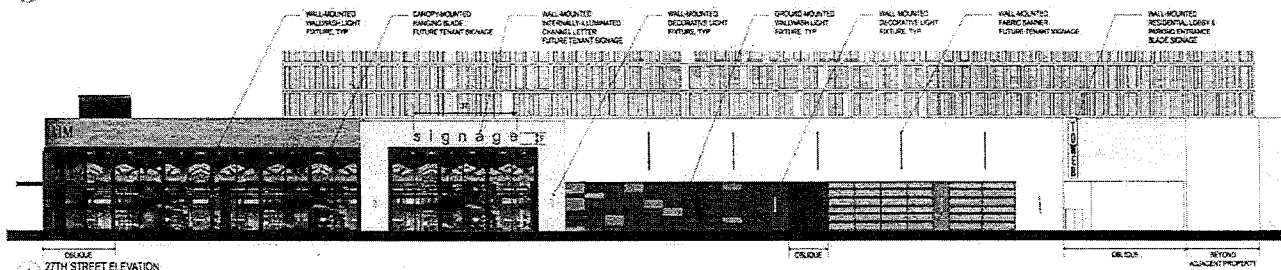 WALL-MOUNTED
WALLWASH LIGHT
FIXTURE, TYP
CANOPY-MOUNTED
HANGING BLADE
FUTURE TENANT SIGNAGE
WALL-MOUNTED
INTERNALLY-ILLUMINATED
CHANNEL LETTER
FUTURE TENANT SIGNAGE
WALL-MOUNTED
DECORATIVE LIGHT
FIXTURE, TYP
GROUND-MOUNTED
WALLWASH LIGHT
FIXTURE, TYP
WALL-MOUNTED
DECORATIVE LIGHT
FIXTURE, TYP
WALL-MOUNTED
FABRIC BANNER
FUTURE TENANT SIGNAGE
WALL-MOUNTED
RESIDENTIAL LOBBY &
PARKING ENTRANCE
BLADE SIGNAGE
signage
TOWER
OBLIQUE
OBLIQUE
OBLIQUE
BEYOND
ADJACENT PROPERTY
27TH STREET ELEVATION